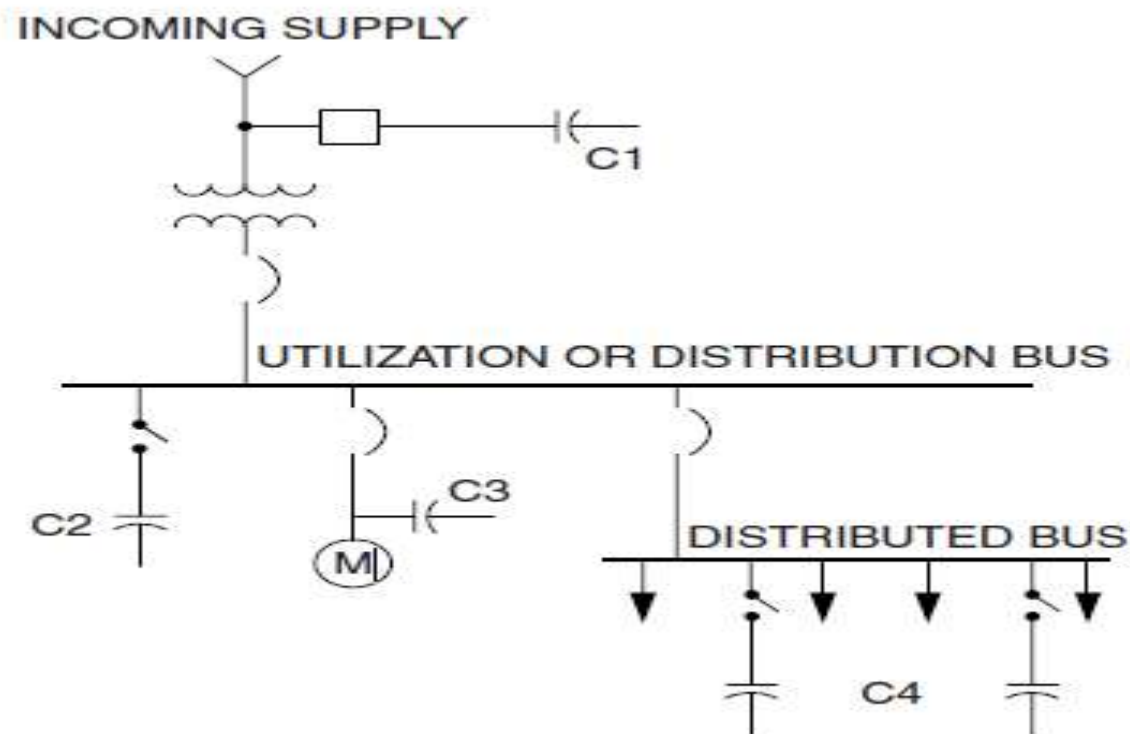 INCOMING SUPPLY
C1
UTILIZATION OR DISTRIBUTION BUS
C2
C3
M
DISTRIBUTED BUS
C4